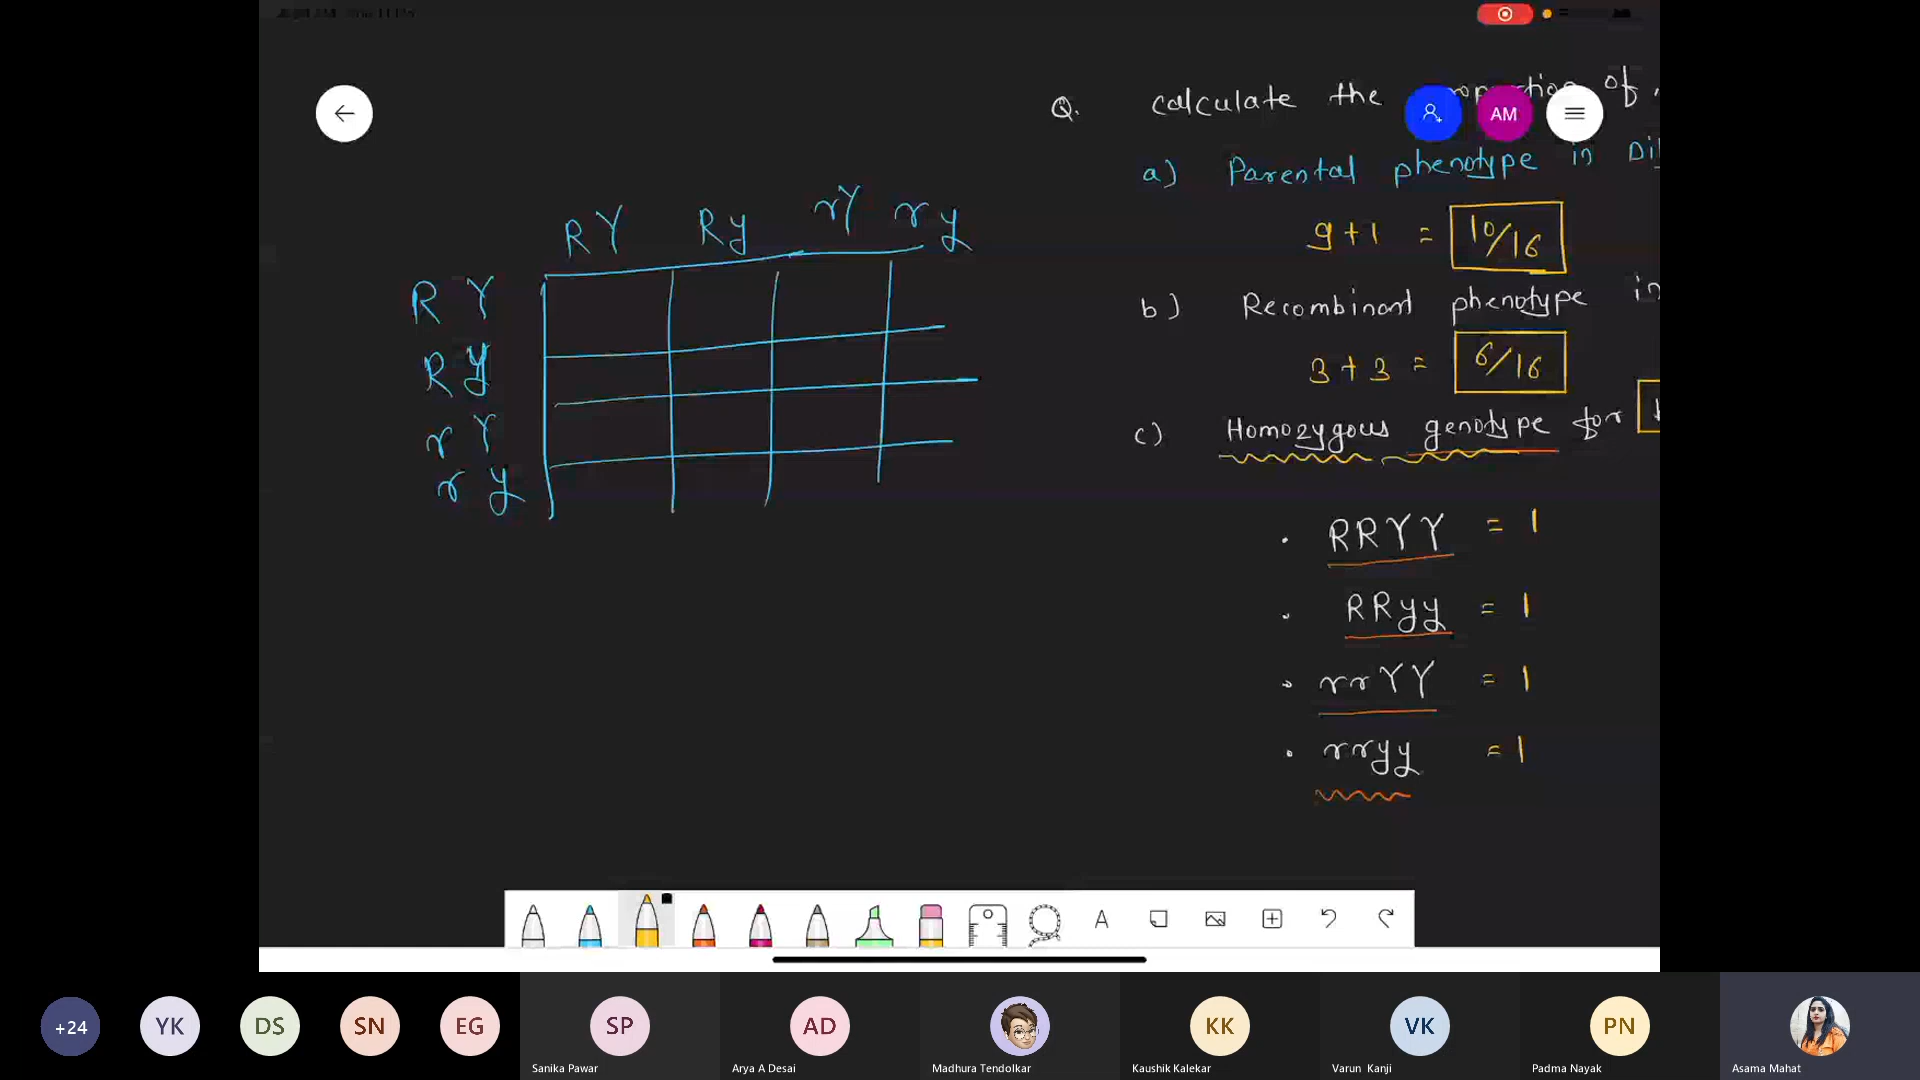 Q. calculate the of
a) Parental phenotype in
9 + 1 = 10/16
b) Recombinant phenotype in
3 + 3 = 6/16
c) Homozygous genotype for
RY Ry rY ry
RY
Ry
rY
ry
• RRYY = 1
• RRyy = 1
• rrYY = 1
• rryy = 1
AM
A
+24
YK
DS
SN
EG
SP
AD
KK
VK
PN
Sanika Pawar
Arya A Desai
Madhura Tendolkar
Kaushik Kalekar
Varun Kanji
Padma Nayak
Asama Mahat